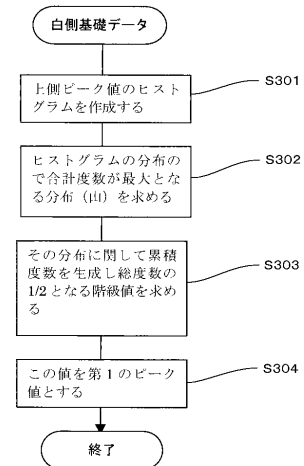 白側基礎データ
S301
上側ピーク値のヒスト
グラムを作成する
S302
ヒストグラムの分布の
で合計度数が最大とな
る分布（山）を求める
S303
その分布に関して累積
度数を生成し総度数の
1/2となる階級値を求め
る
S304
この値を第1のピーク
値とする
終了